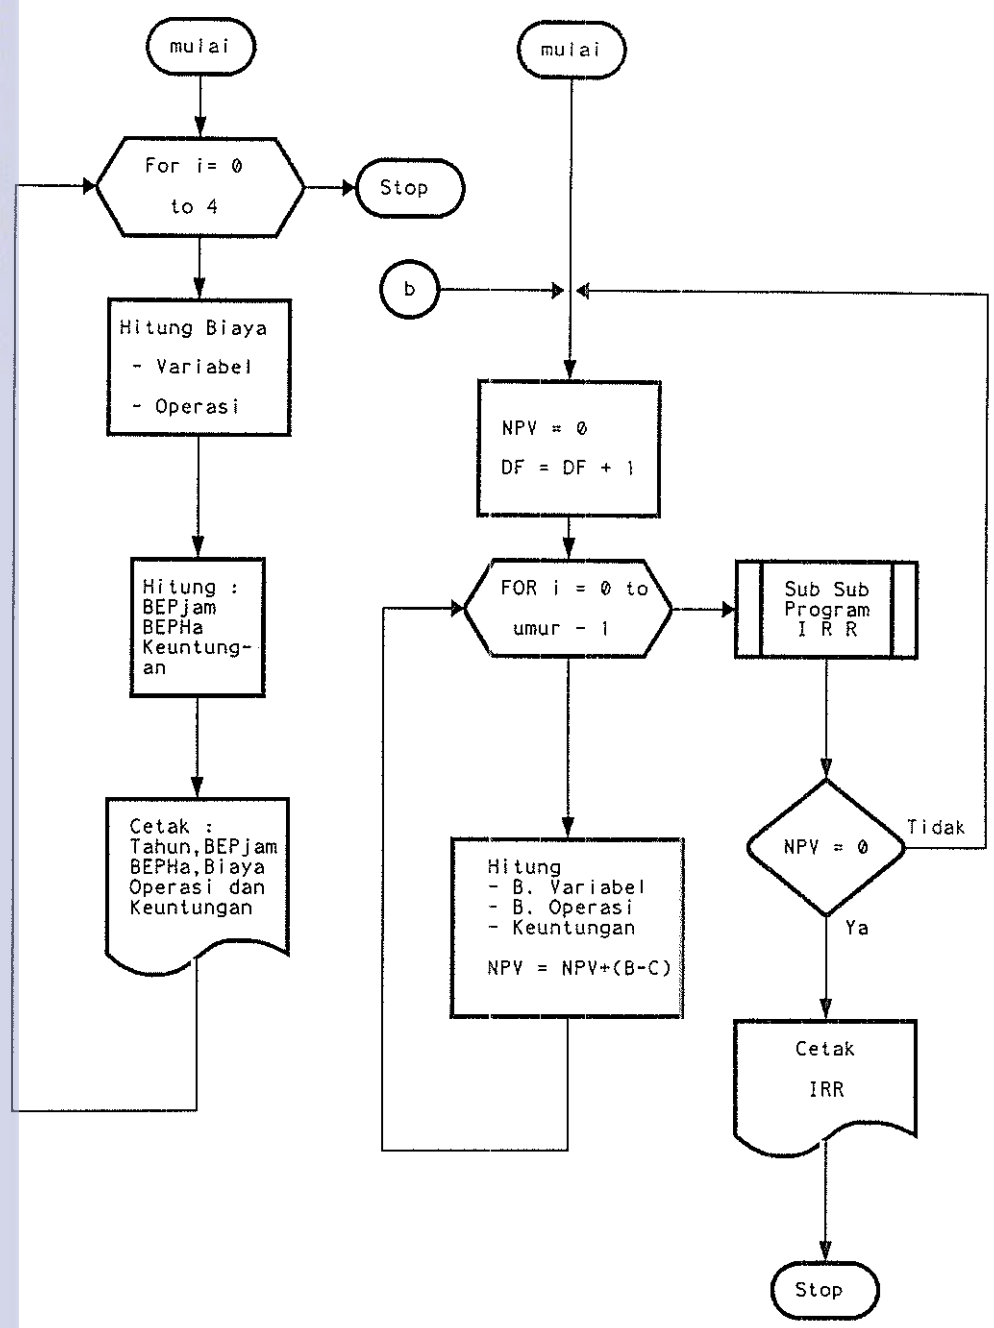 mulai
For i= 0
to 4
Stop
Hitung Biaya
- Variabel
- Operasi
Hitung :
BEPjam
BEPHa
Keuntung-
an
Cetak :
Tahun,BEPjam
BEPHa,Biaya
Operasi dan
Keuntungan
mulai
b
NPV = 0
DF = DF + 1
FOR i = 0 to
umur - 1
Hitung
- B. Variabel
- B. Operasi
- Keuntungan
NPV = NPV+(B-C)
Sub Sub
Program
I R R
NPV = 0
Tidak
Ya
Cetak
IRR
Stop